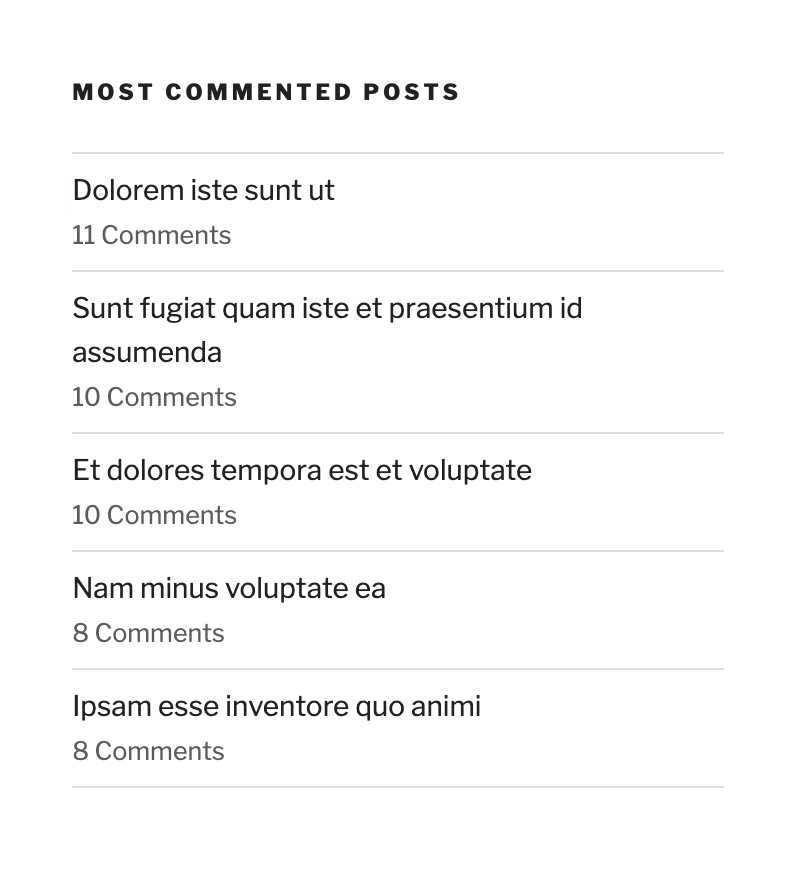 MOST COMMENTED POSTS
Dolorem iste sunt ut
11 Comments
Sunt fugiat quam iste et praesentium id
assumenda
10 Comments
Et dolores tempora est et voluptate
10 Comments
Nam minus voluptate ea
8 Comments
Ipsam esse inventore quo animi
8 Comments